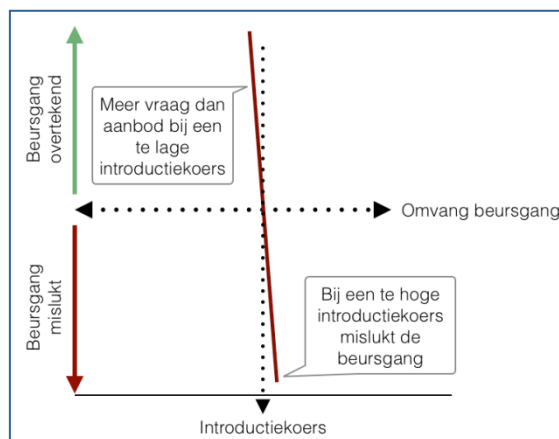 Beursgang
overtekend
Meer vraag dan
aanbod bij een
te lage
introductiekoers
Omvang beursgang
Beursgang
mislukt
Bij een te hoge
introductiekoers
mislukt de
beursgang
Introductiekoers